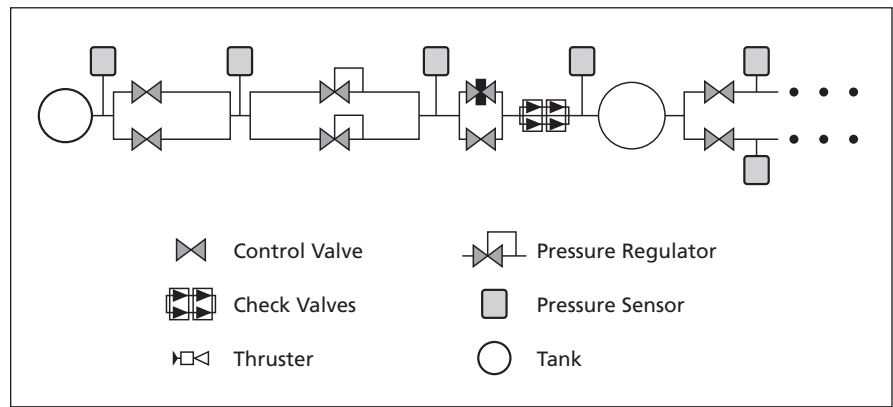 Control Valve
Pressure Regulator
Check Valves
Pressure Sensor
Thruster
Tank